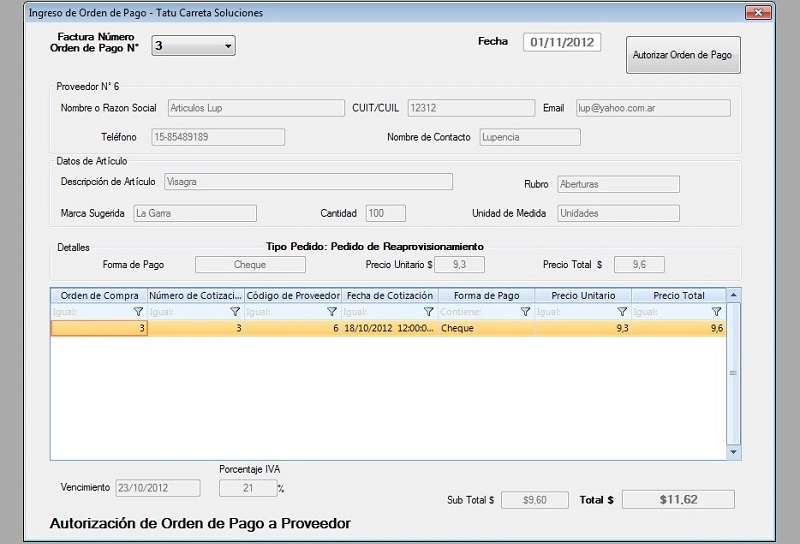 Ingreso de Orden de Pago - Tatu Carreta Soluciones
Factura Número
Orden de Pago N° 3
Fecha 01/11/2012
Autorizar Orden de Pago
Proveedor N° 6
Nombre o Razon Social Articulos Lup CUIT/CUIL 12312 Email lup@yahoo.com.ar
Teléfono 15-85489189 Nombre de Contacto Lupencia
Datos de Artículo
Descripción de Artículo Visagra Rubro Aberturas
Marca Sugerida La Garra Cantidad 100 Unidad de Medida Unidades
Detalles Tipo Pedido: Pedido de Reaprovisionamiento
Forma de Pago Cheque Precio Unitario $ 9,3 Precio Total $ 9,6
Orden de Compra Número de Cotizaci... Código de Proveedor Fecha de Cotización Forma de Pago Precio Unitario Precio Total
Igual: Igual: Igual: Igual: Contiene: Igual: Igual:
3 3 6 18/10/2012 12:00:0... Cheque 9,3 9,6
Porcentaje IVA
Vencimiento 23/10/2012 21 %
Sub Total $ $9,60 Total $ $11,62
Autorización de Orden de Pago a Proveedor